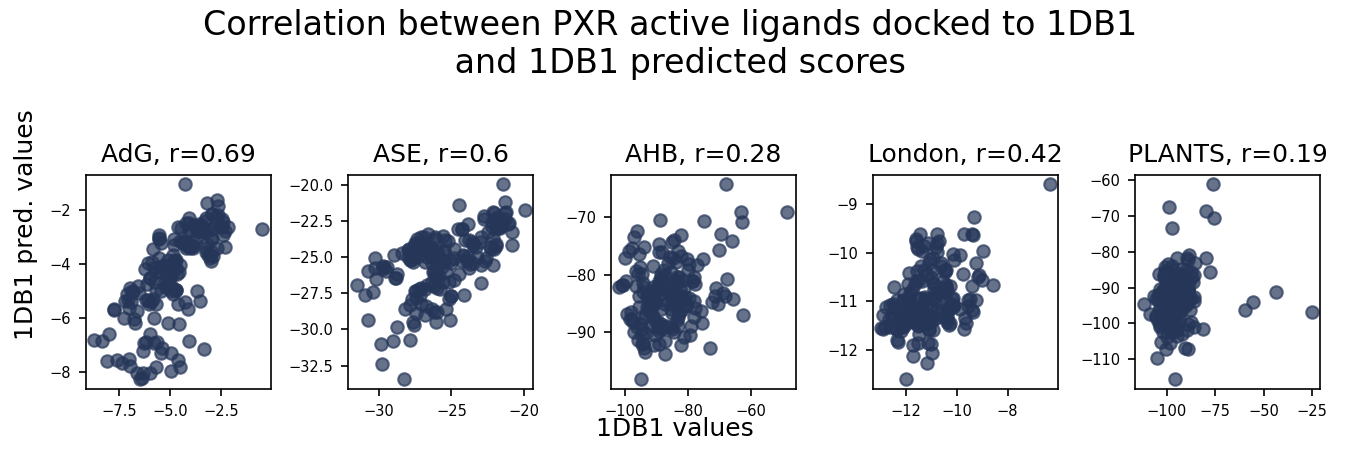 Correlation between PXR active ligands docked to 1DB1
and 1DB1 predicted scores
1DB1 pred. values
AdG, r=0.69
−2
−4
−6
−8
−7.5 −5.0 −2.5
ASE, r=0.6
−20.0
−22.5
−25.0
−27.5
−30.0
−32.5
−30 −25 −20
AHB, r=0.28
−70
−80
−90
−100 −80 −60
London, r=0.42
−9
−10
−11
−12
−12 −10 −8
PLANTS, r=0.19
−60
−70
−80
−90
−100
−110
−100 −75 −50 −25
1DB1 values